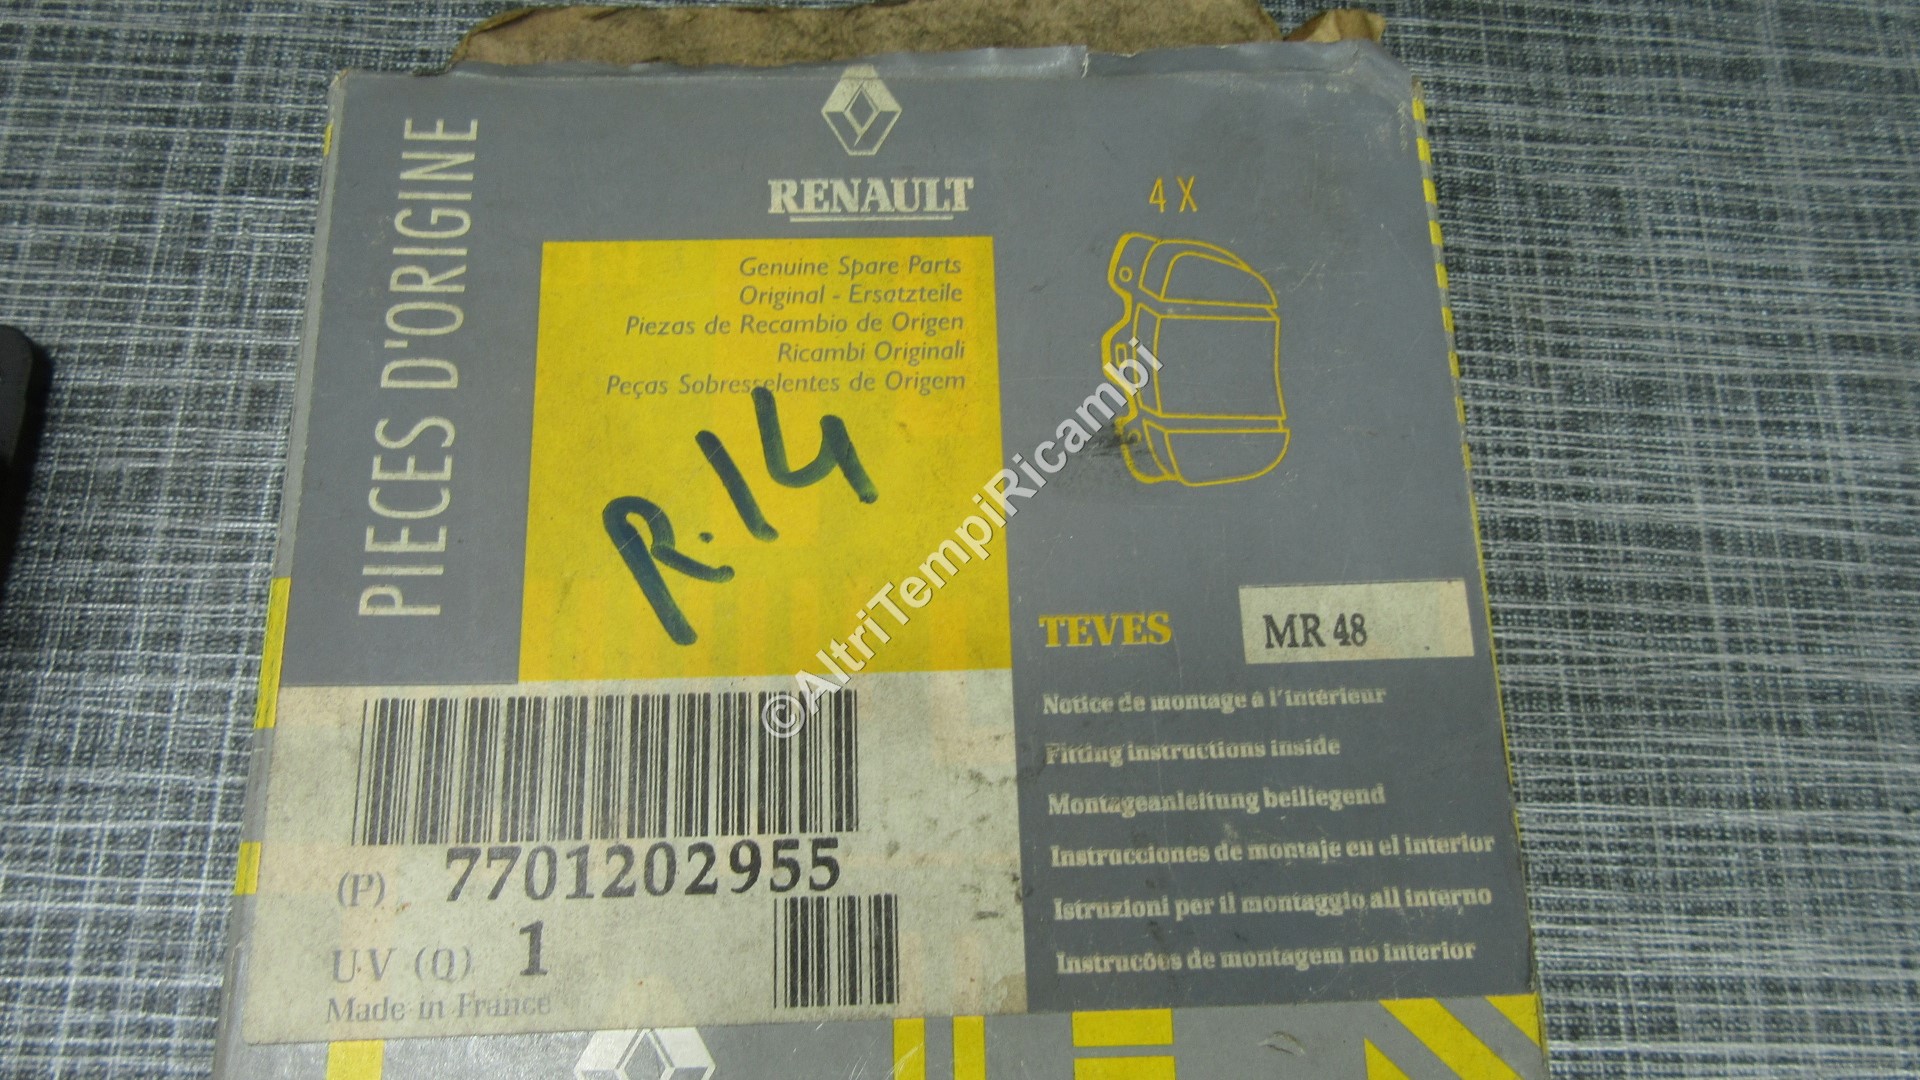 PIECES D'ORIGINE
RENAULT
Genuine Spare Parts
Original - Ersatzteile
Piezas de Recambio de Origen
Ricambi Originali
Peças Sobresselentes de Origem
R.14
4 X
TEVES
MR 48
Notice de montage à l'intérieur
Fitting instructions inside
Montageanleitung beiliegend
Instrucciones de montaje en el interior
Istruzioni per il montaggio all interno
Instrucões de montagem no interior
(P) 7701202955
U.V (Q) 1
Made in France
©AltriTempiRicambi